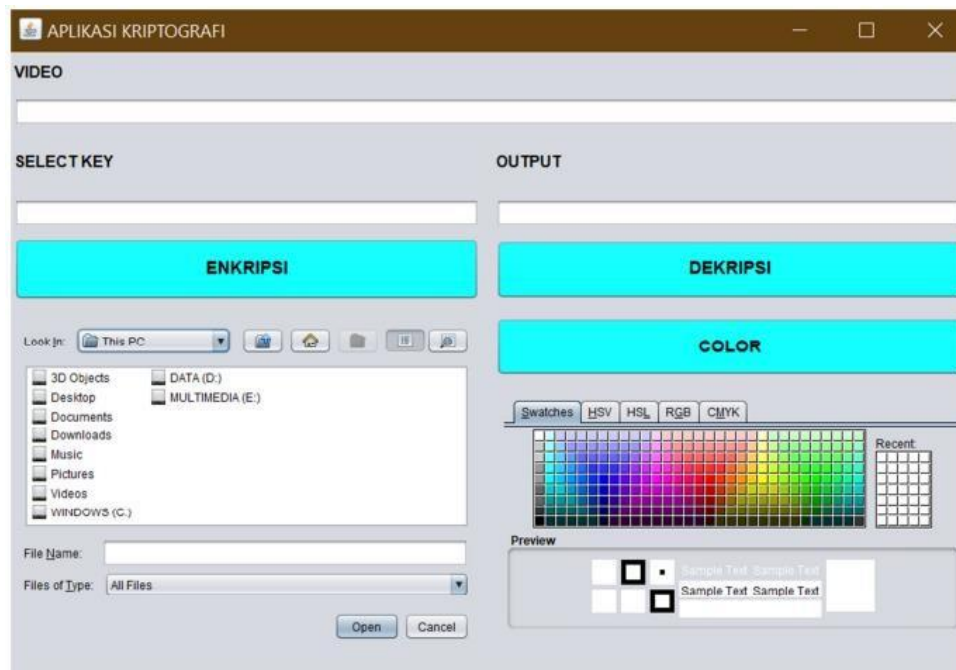 APLIKASI KRIPTOGRAFI
VIDEO
SELECT KEY
OUTPUT
ENKRIPSI
DEKRIPSI
COLOR
Look In: This PC
3D Objects
DATA (D:)
Desktop
MULTIMEDIA (E:)
Documents
Downloads
Music
Pictures
Videos
WINDOWS (C:)
File Name:
Files of Type: All Files
Open Cancel
Swatches HSV HSL RGB CMYK
Recent:
Preview
Sample Text Sample Text
Sample Text Sample Text